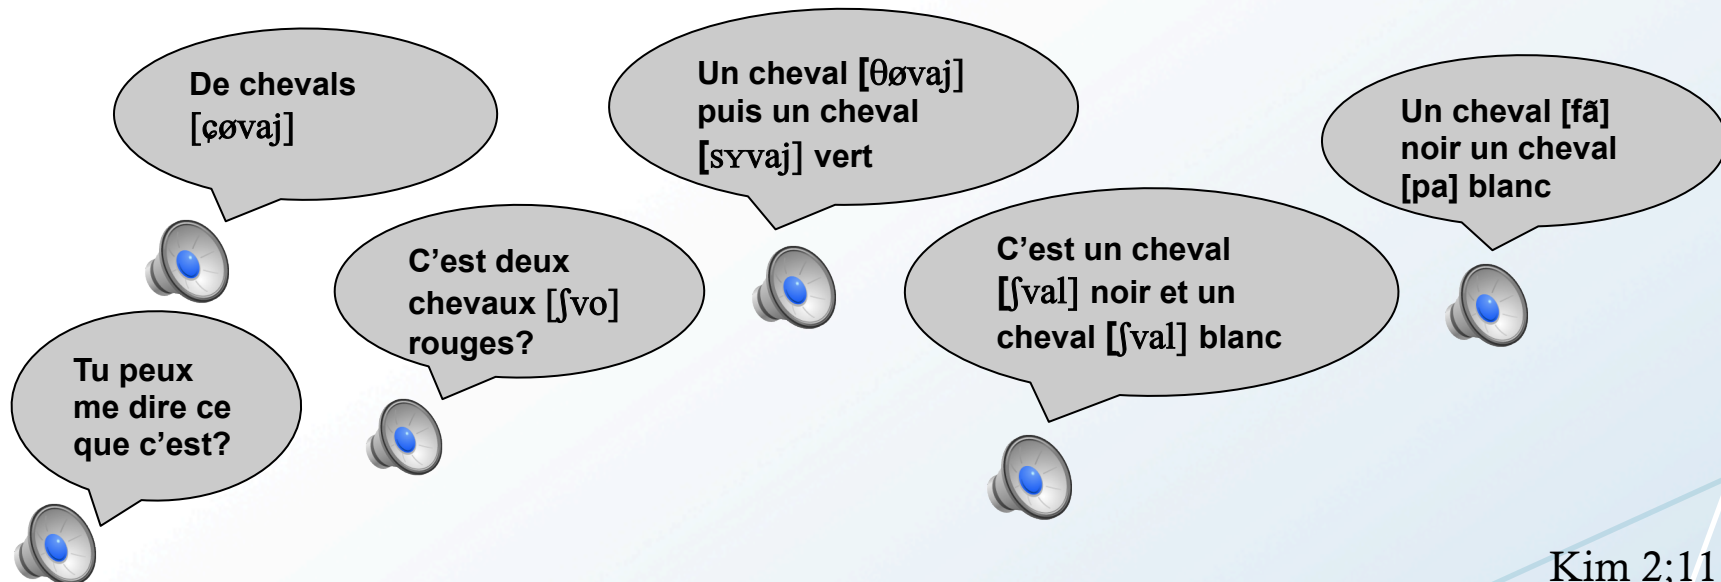 De chevals
[çøvaj]
Un cheval [θøvaj]
puis un cheval
[sʏvaj] vert
Un cheval [fã]
noir un cheval
[pa] blanc
C’est deux
chevaux [ʃvo]
rouges?
C’est un cheval
[ʃval] noir et un
cheval [ʃval] blanc
Tu peux
me dire ce
que c’est?
Kim 2;11